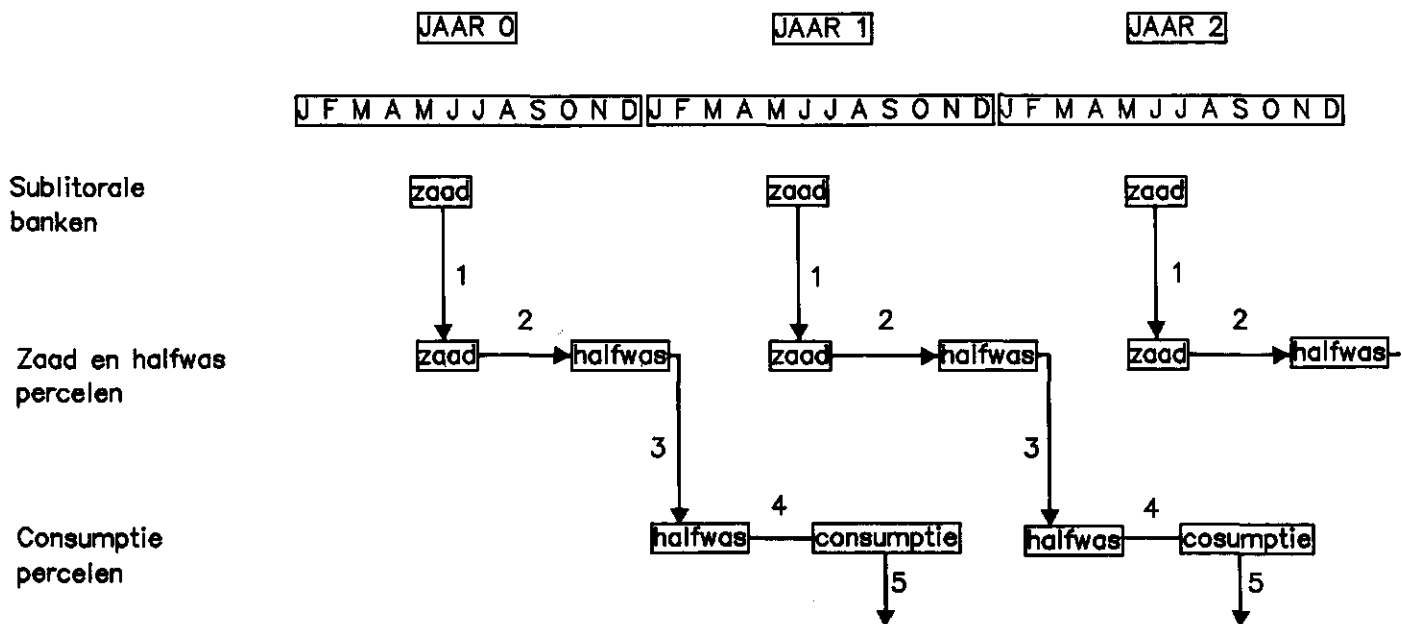 JAAR 0 JAAR 1 JAAR 2
J F M A M J J A S O N D J F M A M J J A S O N D J F M A M J J A S O N D
Sublitorale
banken
zaad zaad zaad
1 1 1
2 2 2
Zaad en halfwas
percelen
zaad halfwas zaad halfwas zaad halfwas
3 3
4 4
Consumptie
percelen
halfwas consumptie halfwas cosumptie
5 5